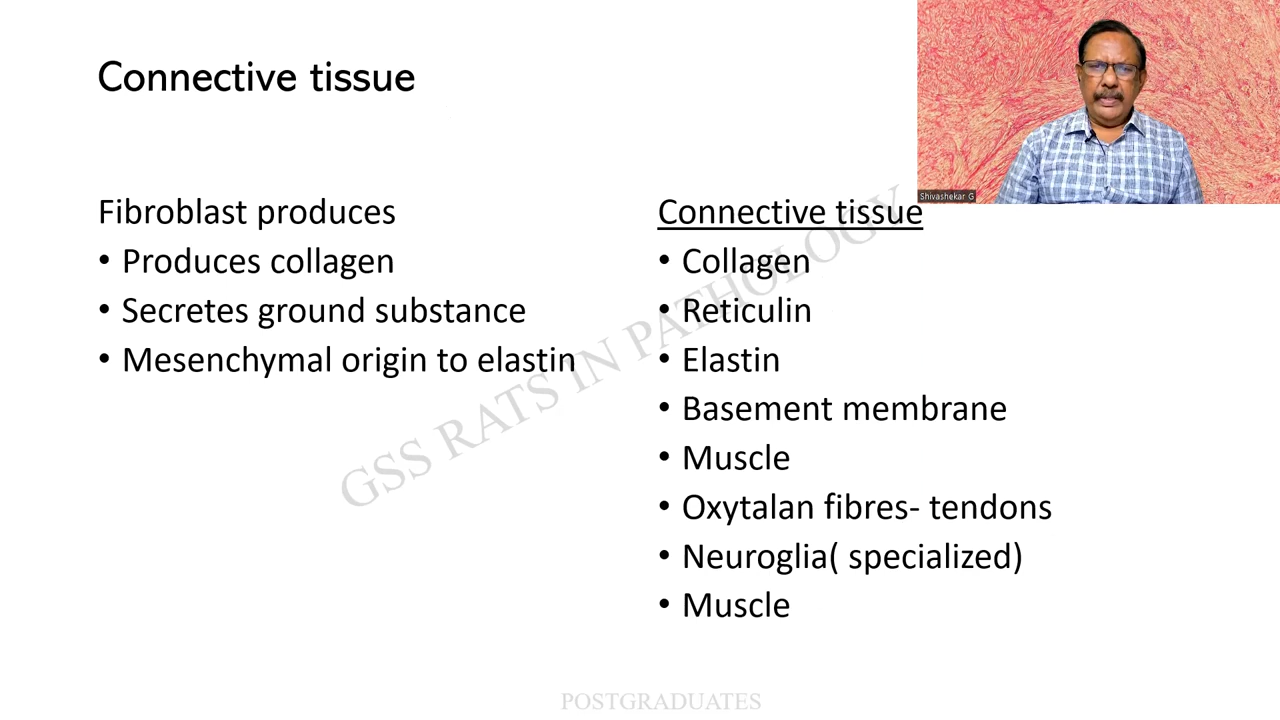 Connective tissue
Shivashekar G
Fibroblast produces
• Produces collagen
• Secretes ground substance
• Mesenchymal origin to elastin
Connective tissue
• Collagen
• Reticulin
• Elastin
• Basement membrane
• Muscle
• Oxytalan fibres- tendons
• Neuroglia( specialized)
• Muscle
GSS RATS IN PATHOLOGY
POSTGRADUATES